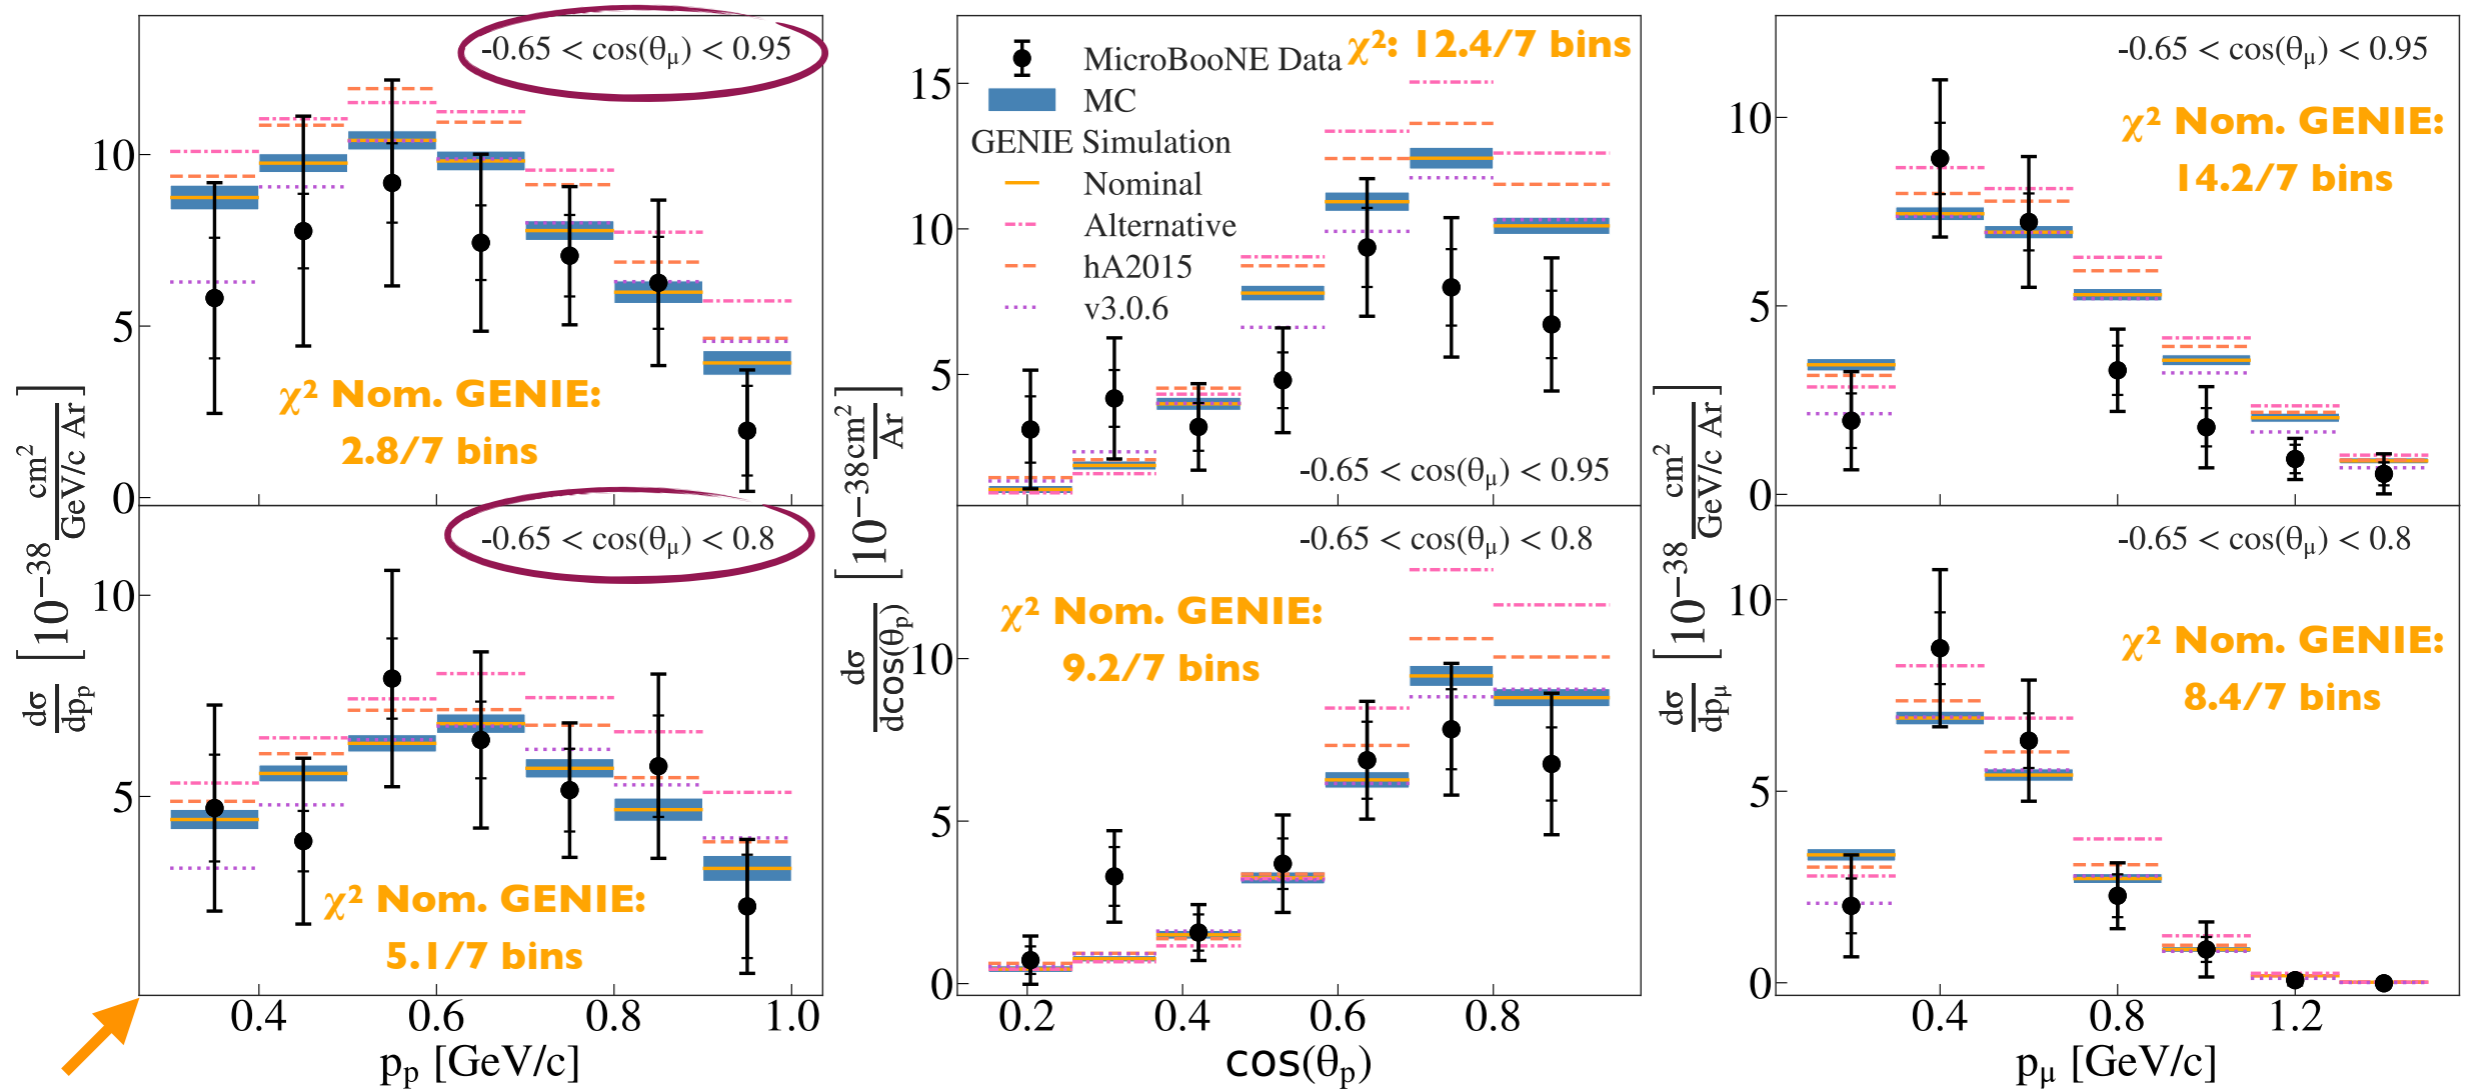 -0.65 < cos(θμ) < 0.95
10
5
0
χ² Nom. GENIE:
2.8/7 bins
dσ/dp_p [10⁻³⁸ cm²/GeV/c Ar]
-0.65 < cos(θμ) < 0.8
10
5
χ² Nom. GENIE:
5.1/7 bins
0.4 0.6 0.8 1.0
p_p [GeV/c]
MicroBooNE Data
MC
GENIE Simulation
Nominal
Alternative
hA2015
v3.0.6
χ²: 12.4/7 bins
15
10
5
-0.65 < cos(θμ) < 0.95
dσ/dcos(θ_p) [10⁻³⁸cm²/Ar]
-0.65 < cos(θμ) < 0.8
χ² Nom. GENIE:
9.2/7 bins
10
5
0
0.2 0.4 0.6 0.8
cos(θ_p)
-0.65 < cos(θμ) < 0.95
χ² Nom. GENIE:
14.2/7 bins
10
5
0
dσ/dp_μ [10⁻³⁸ cm²/GeV/c Ar]
-0.65 < cos(θμ) < 0.8
χ² Nom. GENIE:
8.4/7 bins
10
5
0
0.4 0.8 1.2
p_μ [GeV/c]